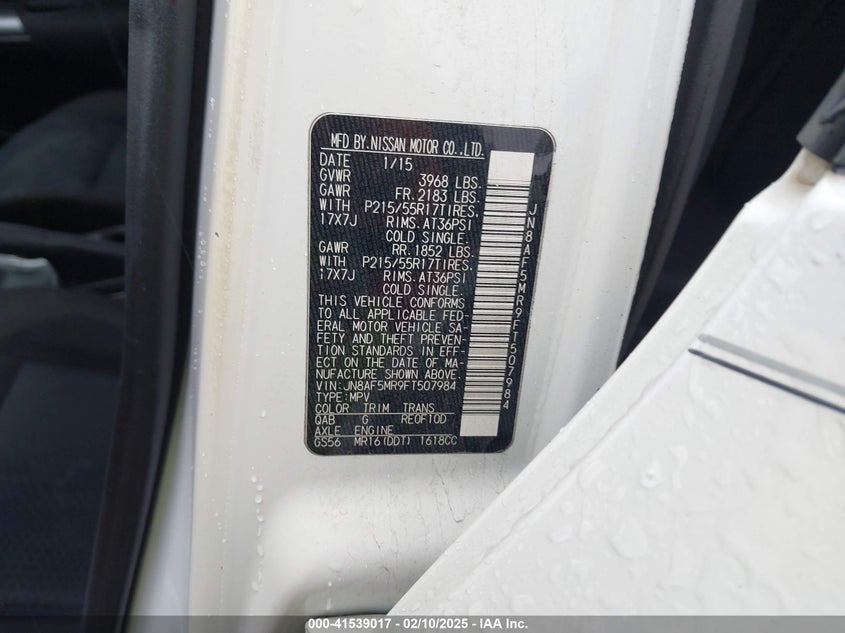 MFD BY.NISSAN MOTOR CO.,LTD.
DATE 1/15
GVWR 3968 LBS.
GAWR FR.2183 LBS.
WITH P215/55R17TIRES,
17X7J RIMS.AT36PSI
COLD SINGLE.
GAWR RR.1852 LBS.
WITH P215/55R17TIRES,
17X7J RIMS.AT36PSI
COLD SINGLE.
THIS VEHICLE CONFORMS
TO ALL APPLICABLE FED-
ERAL MOTOR VEHICLE SA-
FETY AND THEFT PREVEN-
TION STANDARDS IN EFF-
ECT ON THE DATE OF MA-
NUFACTURE SHOWN ABOVE.
VIN:JN8AF5MR9FT507984
TYPE:MPV
COLOR TRIM TRANS
QAB G RE0F10D
AXLE ENGINE
GS56 MR16(DDT) 1618CC
JN8AF5MR9FT507984
000-41539017 - 02/10/2025 - IAA Inc.